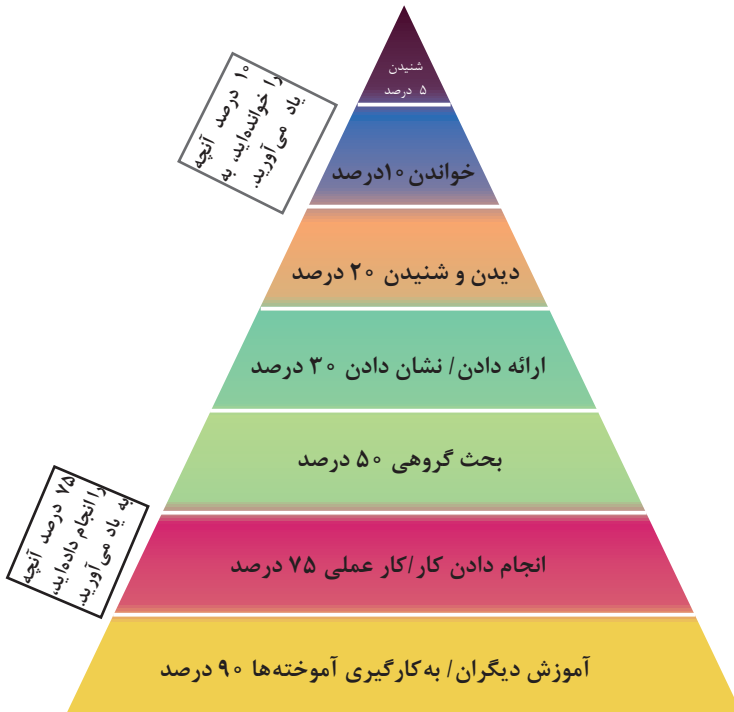 شنیدن
۵ درصد
۱۰ درصد آنچه
را خوانده‌اید، به
یاد می‌آورید.
خواندن ۱۰درصد
دیدن و شنیدن ۲۰ درصد
ارائه دادن/ نشان دادن ۳۰ درصد
بحث گروهی ۵۰ درصد
۷۵ درصد آنچه
را انجام داده‌اید،
به یاد می‌آورید.
انجام دادن کار/کار عملی ۷۵ درصد
آموزش دیگران/ به‌کارگیری آموخته‌ها ۹۰ درصد